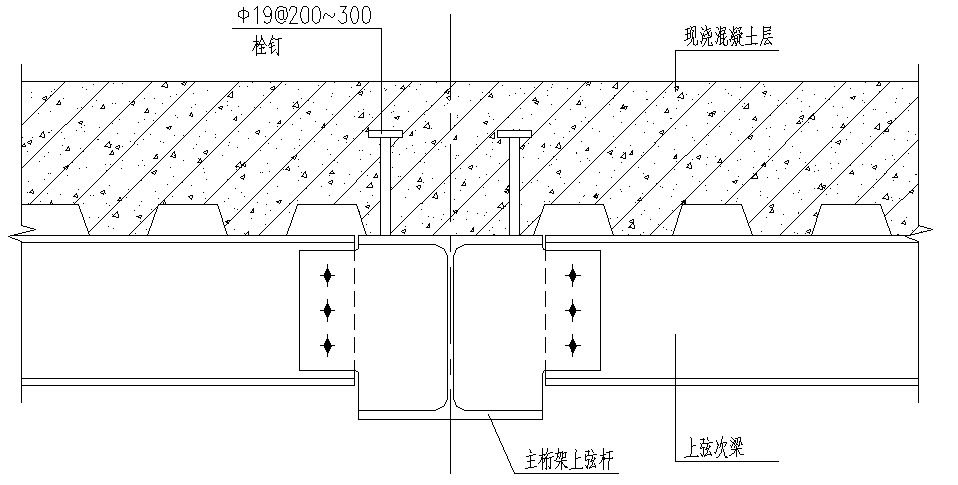 Φ19@200~300
栓钉
现浇混凝土层
主桁架上弦杆
上弦次梁